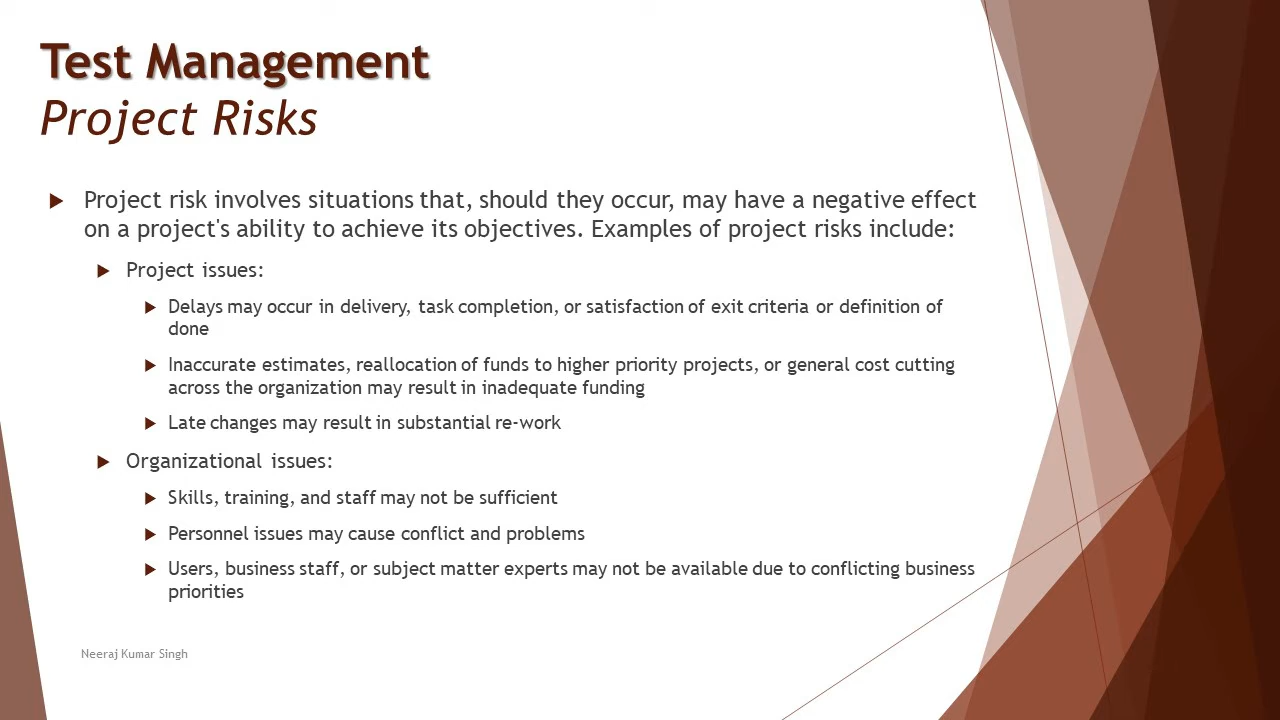 Test Management
Project Risks
Project risk involves situations that, should they occur, may have a negative effect
on a project's ability to achieve its objectives. Examples of project risks include:
Project issues:
Delays may occur in delivery, task completion, or satisfaction of exit criteria or definition of
done
Inaccurate estimates, reallocation of funds to higher priority projects, or general cost cutting
across the organization may result in inadequate funding
Late changes may result in substantial re-work
Organizational issues:
Skills, training, and staff may not be sufficient
Personnel issues may cause conflict and problems
Users, business staff, or subject matter experts may not be available due to conflicting business
priorities
Neeraj Kumar Singh